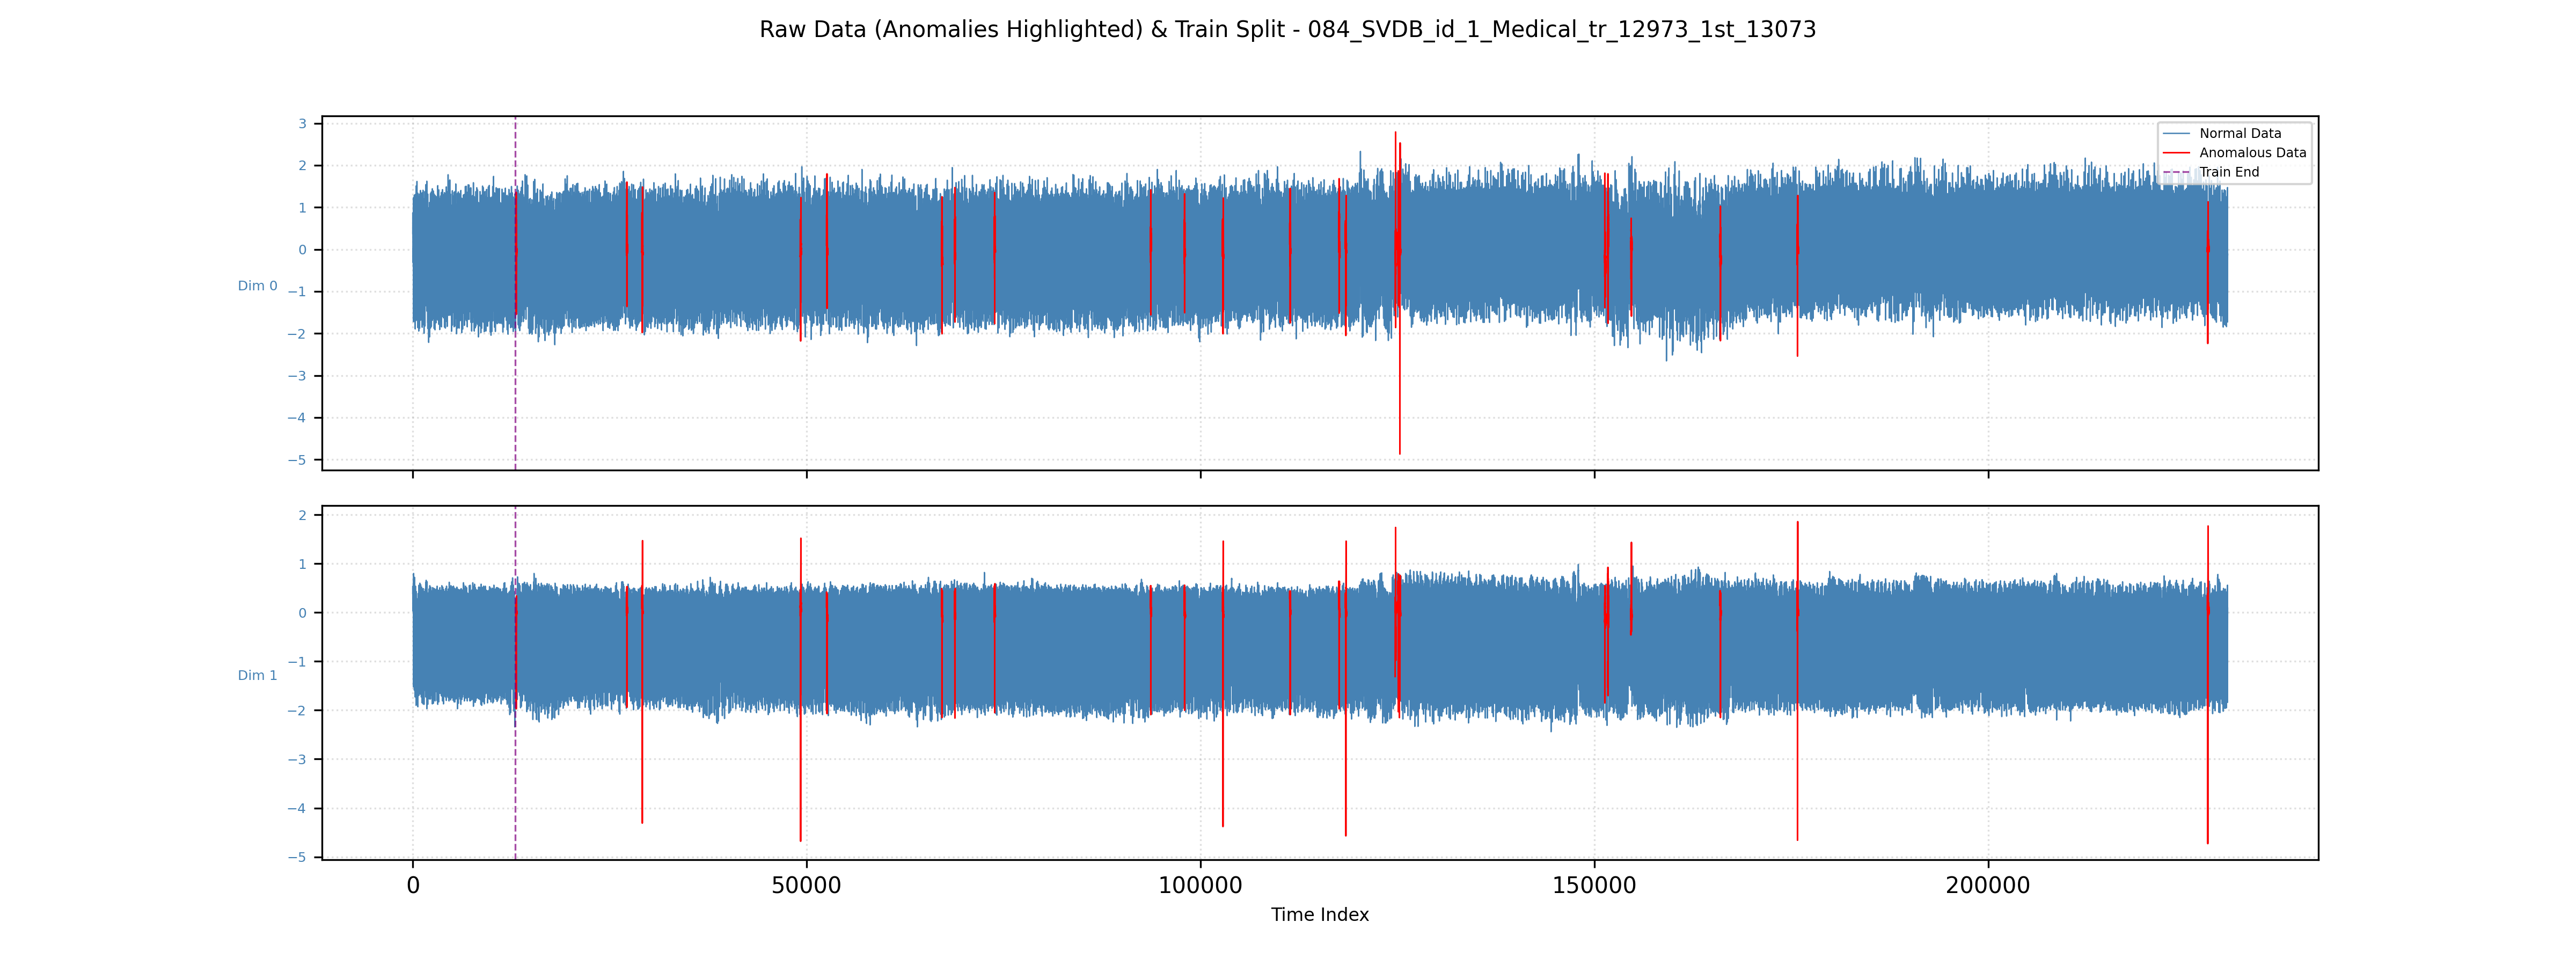 Raw Data (Anomalies Highlighted) & Train Split - 084_SVDB_id_1_Medical_tr_12973_1st_13073
3
2
1
0
−1
−2
−3
−4
−5
Dim 0
Normal Data
Anomalous Data
Train End
2
1
0
−1
−2
−3
−4
−5
Dim 1
0 50000 100000 150000 200000
Time Index